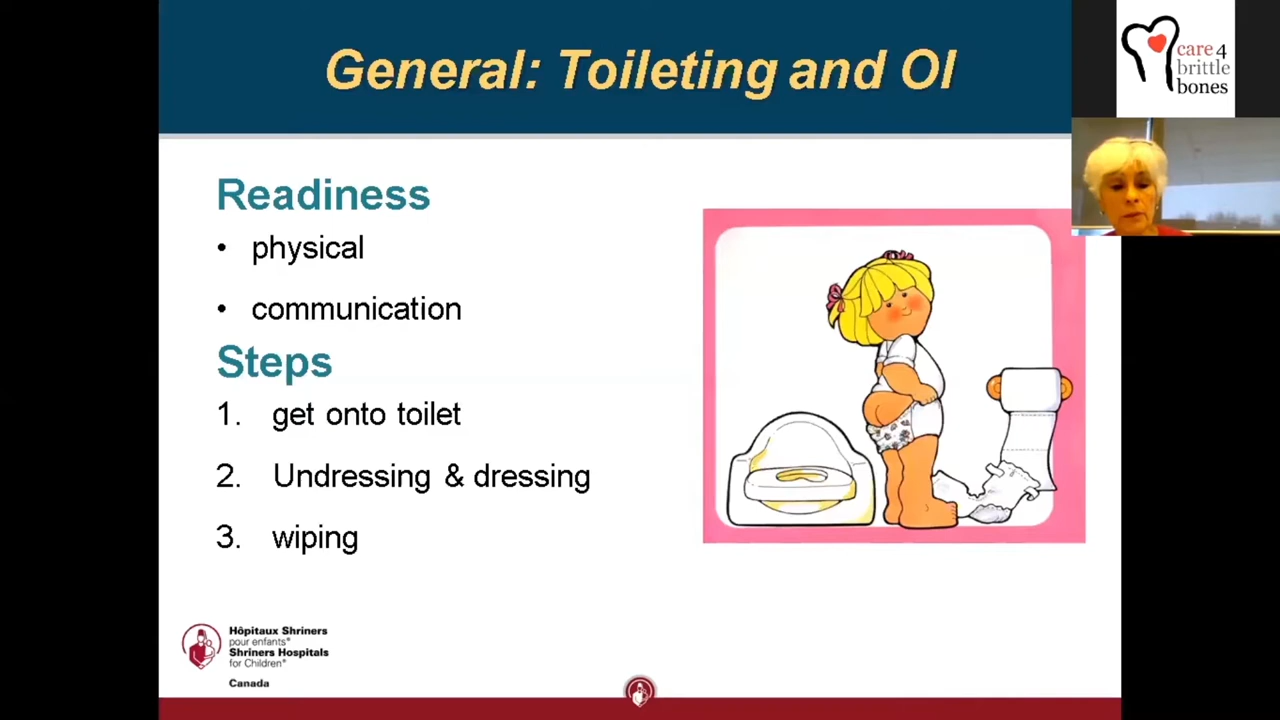 General: Toileting and OI
care 4
brittle
bones
Readiness
• physical
• communication
Steps
1. get onto toilet
2. Undressing & dressing
3. wiping
Hôpitaux Shriners
pour enfants®
Shriners Hospitals
for Children®
Canada